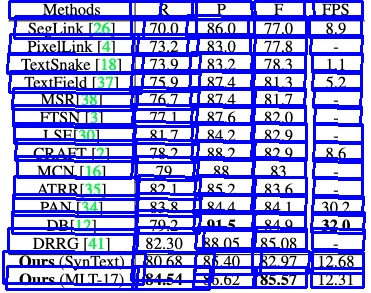 Methods R P F FPS
SegLink [26] 70.0 86.0 77.0 8.9
PixelLink [4] 73.2 83.0 77.8 -
TextSnake [18] 73.9 83.2 78.3 1.1
TextField [37] 75.9 87.4 81.3 5.2
MSR[38] 76.7 87.4 81.7 -
FTSN [3] 77.1 87.6 82.0 -
LSE[30] 81.7 84.2 82.9 -
CRAFT [2] 78.2 88.2 82.9 8.6
MCN [16] 79 88 83 -
ATRR[35] 82.1 85.2 83.6 -
PAN [34] 83.8 84.4 84.1 30.2
DB[12] 79.2 91.5 84.9 32.0
DRRG [41] 82.30 88.05 85.08 -
Ours (SynText) 80.68 85.40 82.97 12.68
Ours (MLT-17) 84.54 86.62 85.57 12.31